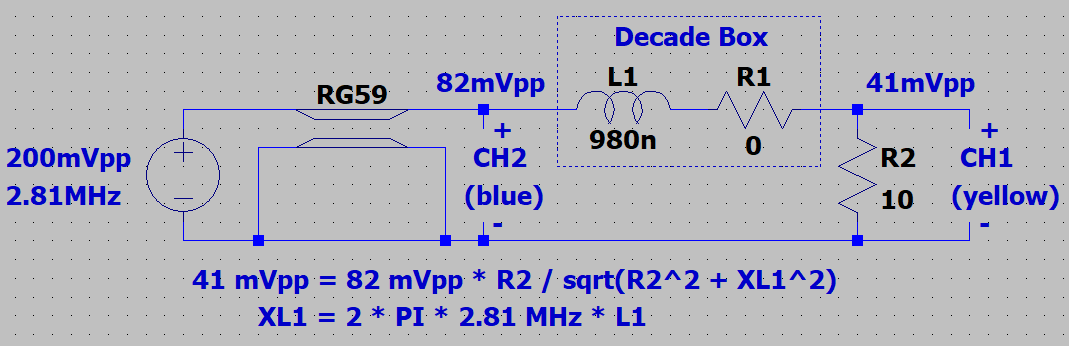 Decade Box
82mVpp
L1
R1
41mVpp
RG59
+
980n
0
+
200mVpp
+
CH2
R2
CH1
2.81MHz
-
(blue)
10
(yellow)
-
-
41 mVpp = 82 mVpp * R2 / sqrt(R2^2 + XL1^2)
XL1 = 2 * PI * 2.81 MHz * L1